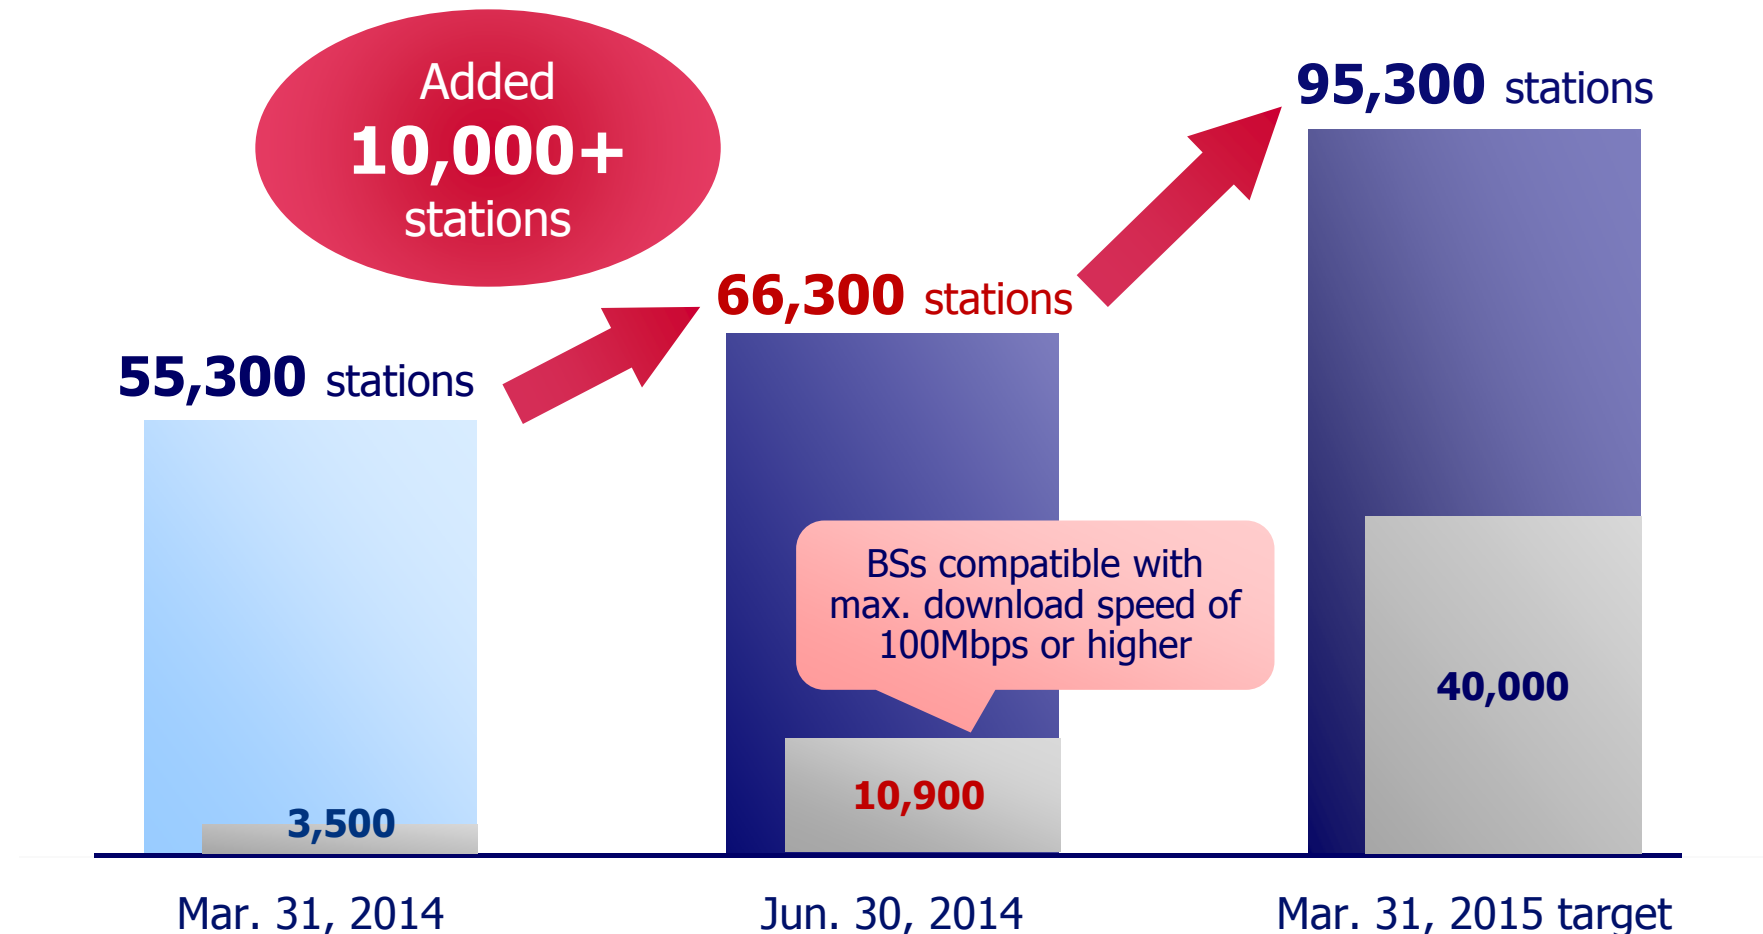 Added
10,000+
stations
95,300 stations
66,300 stations
55,300 stations
BSs compatible with
max. download speed of
100Mbps or higher
40,000
10,900
3,500
Mar. 31, 2014
Jun. 30, 2014
Mar. 31, 2015 target